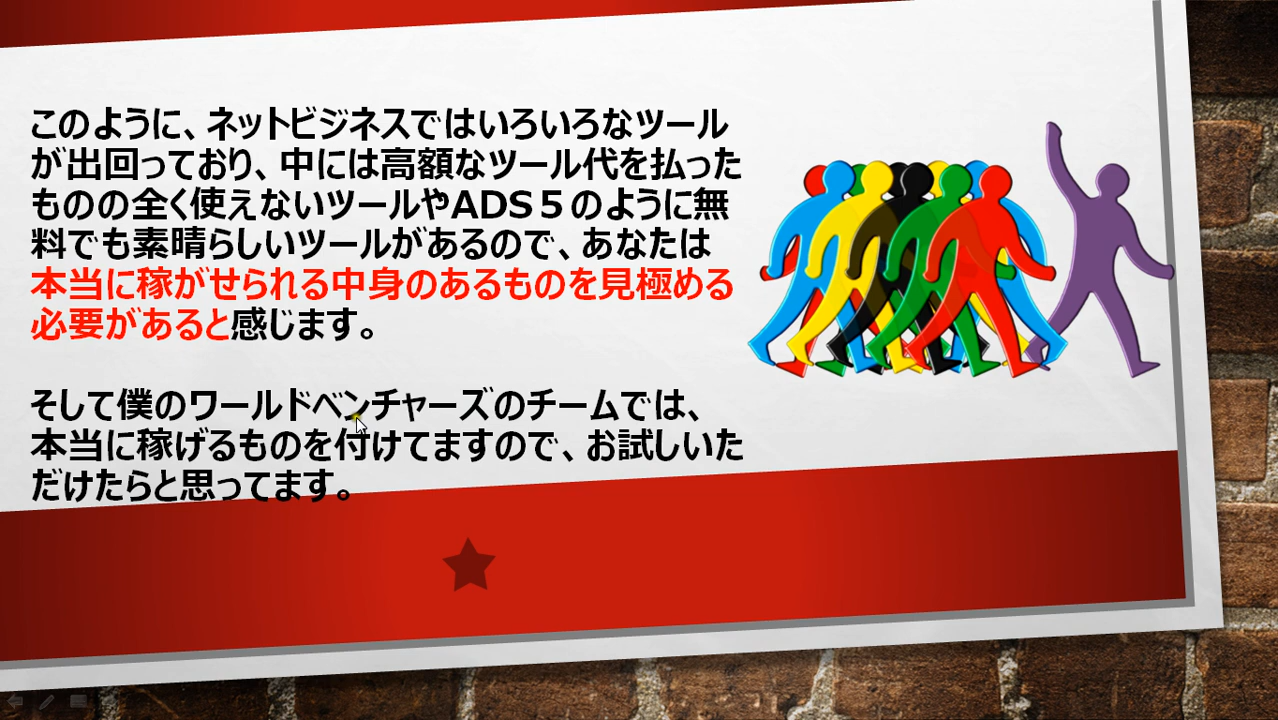 このように、ネットビジネスではいろいろなツール
が出回っており、中には高額なツール代を払った
ものの全く使えないツールやADS５のように無
料でも素晴らしいツールがあるので、あなたは
本当に稼がせられる中身のあるものを見極める
必要があると感じます。
そして僕のワールドベンチャーズのチームでは、
本当に稼げるものを付けてますので、お試しいた
だけたらと思ってます。